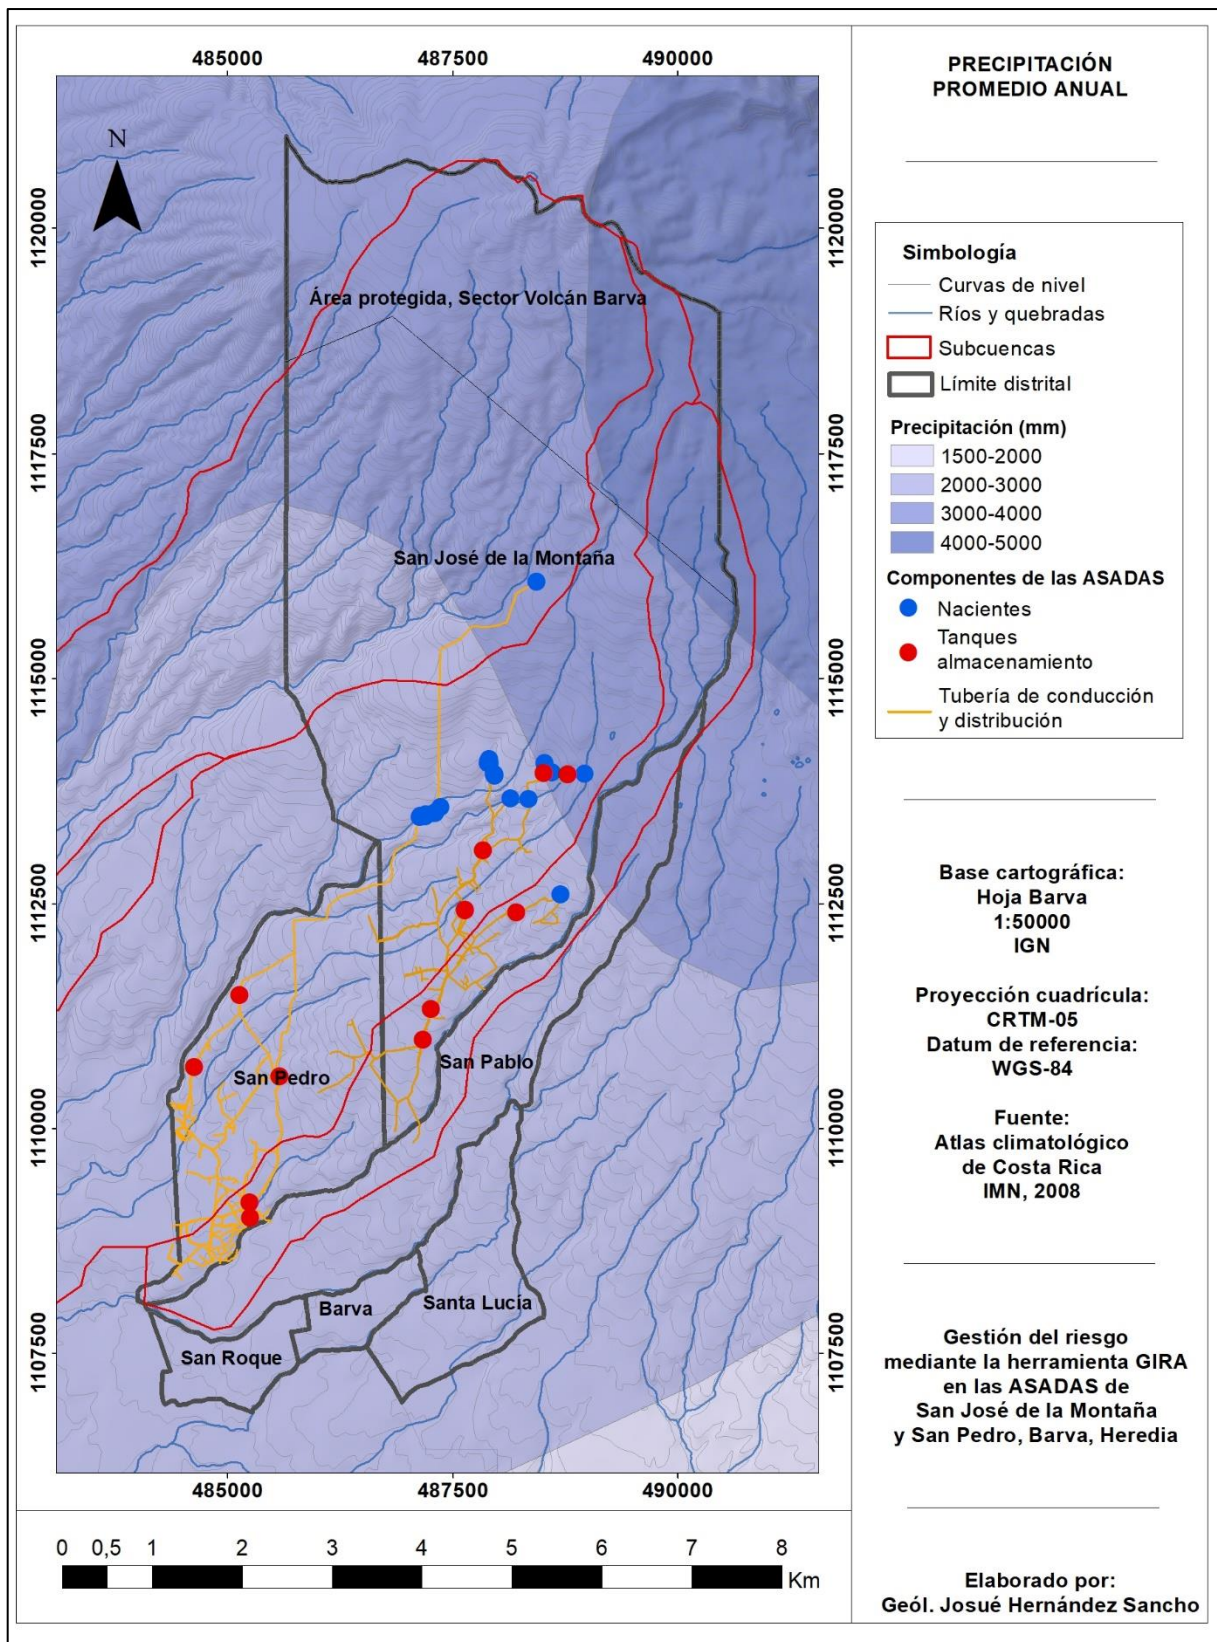 485000
487500
490000
N
1120000
1117500
1115000
1112500
1110000
1107500
1120000
1117500
1115000
1112500
1110000
1107500
Área protegida, Sector Volcán Barva
San José de la Montaña
San Pedro
San Pablo
Barva
Santa Lucía
San Roque
485000
487500
490000
0 0,5 1 2 3 4 5 6 7 8
Km
PRECIPITACIÓN
PROMEDIO ANUAL
Simbología
Curvas de nivel
Ríos y quebradas
Subcuencas
Límite distrital
Precipitación (mm)
1500-2000
2000-3000
3000-4000
4000-5000
Componentes de las ASADAS
Nacientes
Tanques
almacenamiento
Tubería de conducción
y distribución
Base cartográfica:
Hoja Barva
1:50000
IGN
Proyección cuadrícula:
CRTM-05
Datum de referencia:
WGS-84
Fuente:
Atlas climatológico
de Costa Rica
IMN, 2008
Gestión del riesgo
mediante la herramienta GIRA
en las ASADAS de
San José de la Montaña
y San Pedro, Barva, Heredia
Elaborado por:
Geól. Josué Hernández Sancho